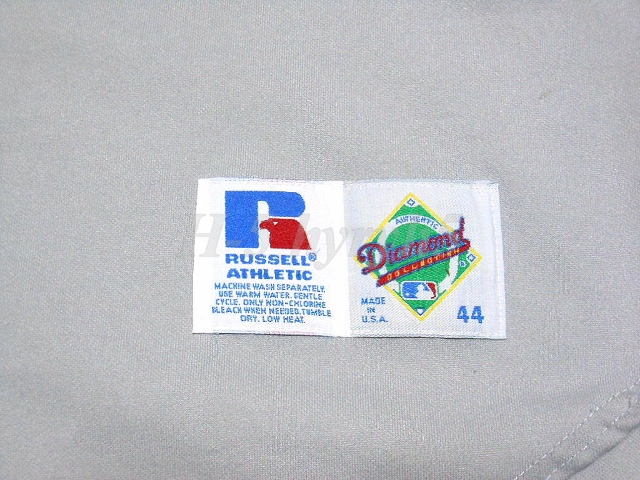 R
RUSSELL®
ATHLETIC
MACHINE WASH SEPARATELY.
USE WARM WATER. GENTLE
CYCLE. ONLY NON-CHLORINE
BLEACH WHEN NEEDED. TUMBLE
DRY. LOW HEAT.
AUTHENTIC
Diamond
COLLECTION
MADE
IN
U.S.A.
44